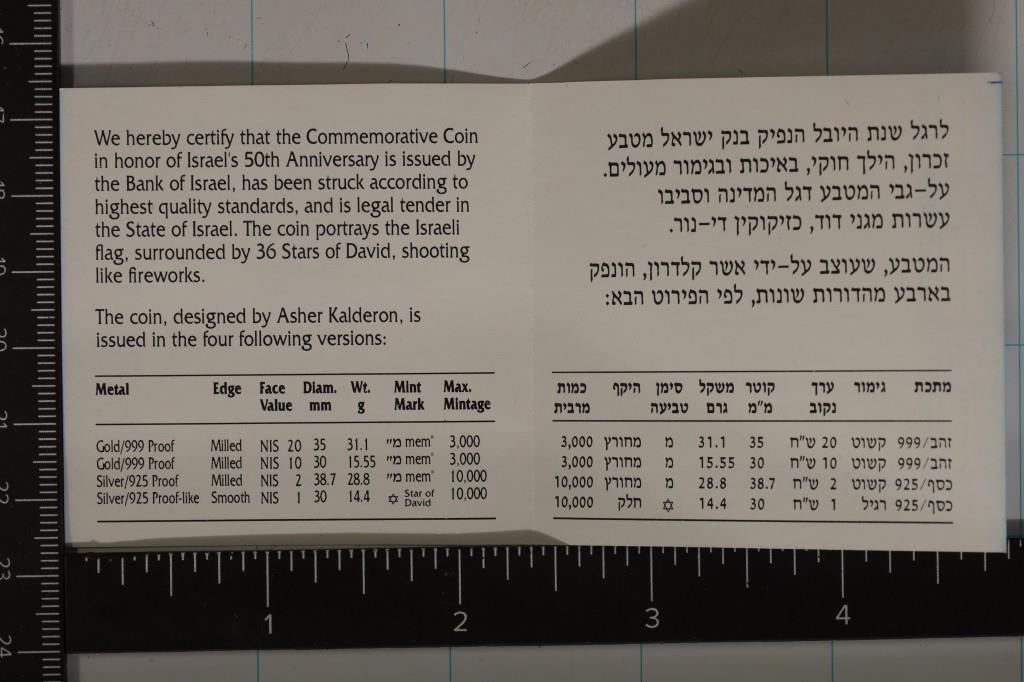 We hereby certify that the Commemorative Coin
in honor of Israel's 50th Anniversary is issued by
the Bank of Israel, has been struck according to
highest quality standards, and is legal tender in
the State of Israel. The coin portrays the Israeli
flag, surrounded by 36 Stars of David, shooting
like fireworks.
The coin, designed by Asher Kalderon, is
issued in the four following versions:
Metal Edge Face Value Diam. mm Wt. g Mint Mark Max. Mintage
Gold/999 Proof Milled NIS 20 35 31.1 "מ" mem" 3,000
Gold/999 Proof Milled NIS 10 30 15.55 "מ" mem" 3,000
Silver/925 Proof Milled NIS 2 38.7 28.8 "מ" mem" 10,000
Silver/925 Proof-like Smooth NIS 1 30 14.4 ✡ Star of David 10,000
לרגל שנת היובל הנפיק בנק ישראל מטבע
זכרון, הילך חוקי, באיכות ובגימור מעולים.
על-גבי המטבע דגל המדינה וסביבו
עשרות מגני דוד, כזיקוקין די-נור.
המטבע, שעוצב על-ידי אשר קלדרון, הונפק
בארבע מהדורות שונות, לפי הפירוט הבא:
מתכת גימור ערך נקוב קוטר מ"מ משקל גרם סימן טביעה היקף כמות מרבית
זהב/999 קשוט 20 ש"ח 35 31.1 מ מחורץ 3,000
זהב/999 קשוט 10 ש"ח 30 15.55 מ מחורץ 3,000
כסף/925 קשוט 2 ש"ח 38.7 28.8 מ מחורץ 10,000
כסף/925 רגיל 1 ש"ח 30 14.4 ✡ חלק 10,000
1 2 3 4
17
18
19
20
21
22
23
24